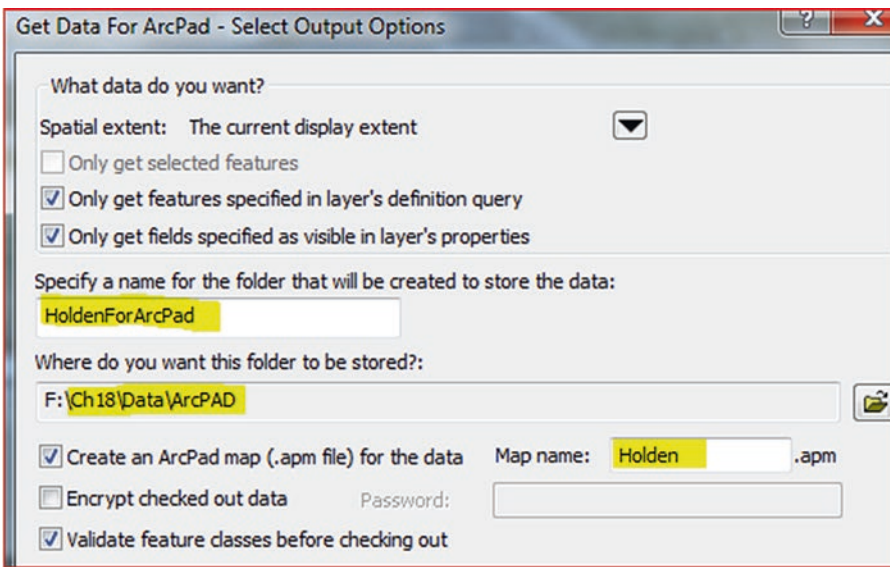 Get Data For ArcPad - Select Output Options
What data do you want?
Spatial extent: The current display extent
Only get selected features
Only get features specified in layer's definition query
Only get fields specified as visible in layer's properties
Specify a name for the folder that will be created to store the data:
HoldenForArcPad
Where do you want this folder to be stored?:
F:\Ch18\Data\ArcPAD
Create an ArcPad map (.apm file) for the data Map name: Holden .apm
Encrypt checked out data Password:
Validate feature classes before checking out